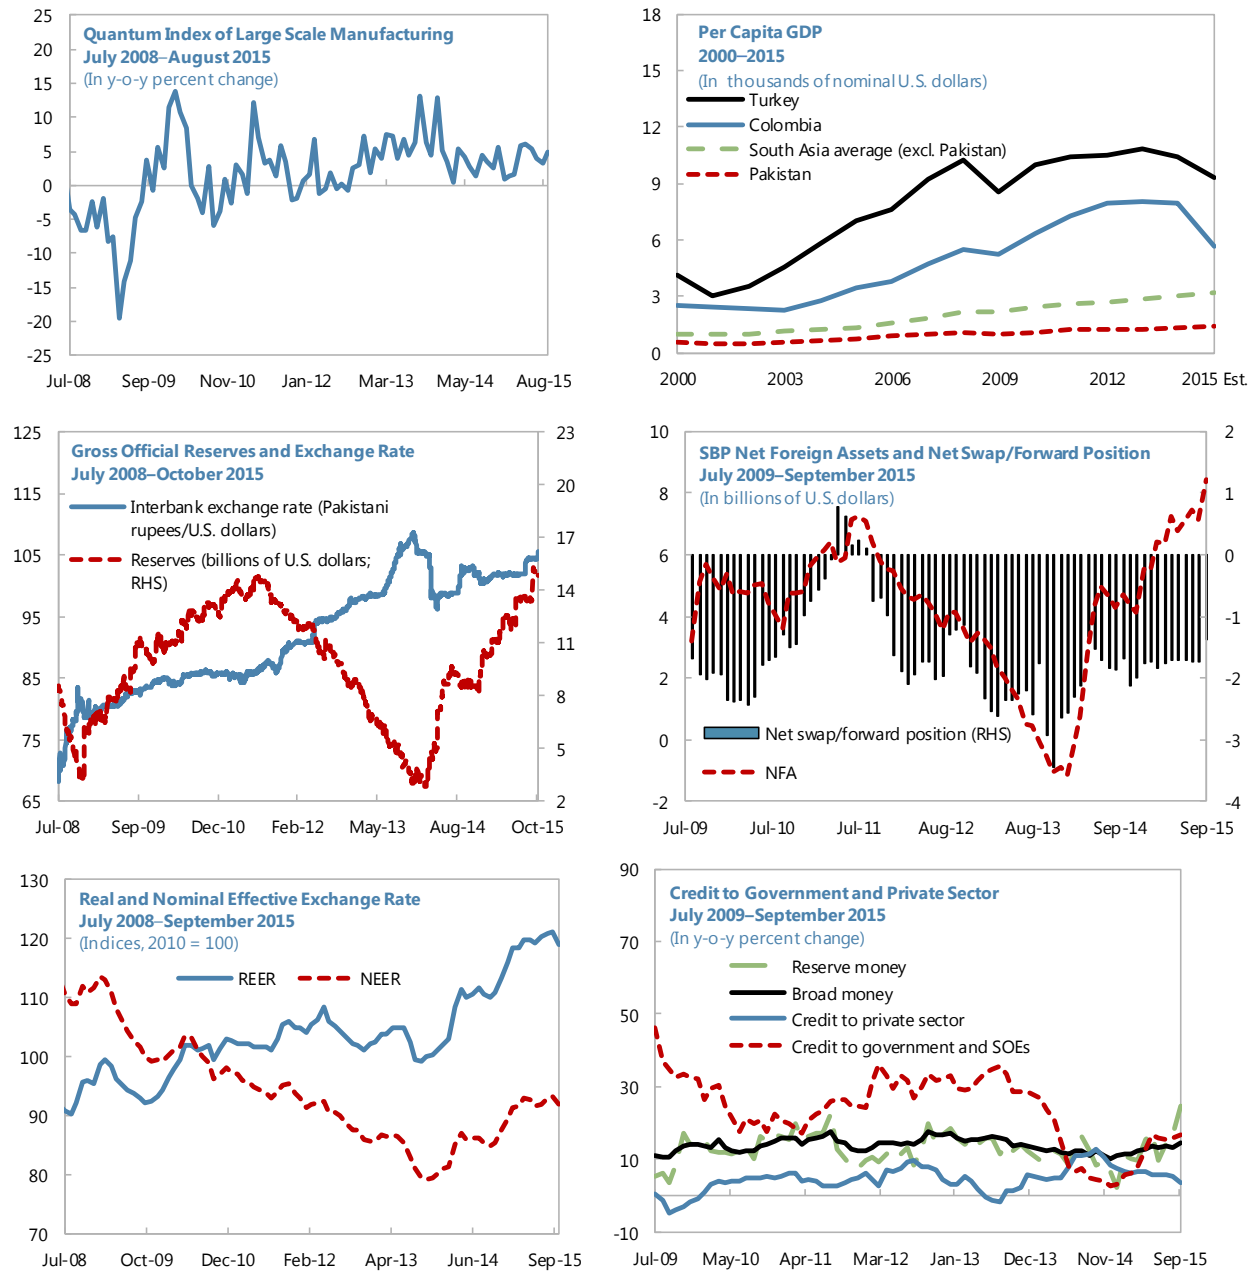 Quantum Index of Large Scale Manufacturing
July 2008–August 2015
(In y-o-y percent change)
25
20
15
10
5
0
-5
-10
-15
-20
-25
Jul-08 Sep-09 Nov-10 Jan-12 Mar-13 May-14 Aug-15
Per Capita GDP
2000–2015
(In thousands of nominal U.S. dollars)
Turkey
Colombia
South Asia average (excl. Pakistan)
Pakistan
18
15
12
9
6
3
0
2000 2003 2006 2009 2012 2015 Est.
Gross Official Reserves and Exchange Rate
July 2008–October 2015
Interbank exchange rate (Pakistani
rupees/U.S. dollars)
Reserves (billions of U.S. dollars;
RHS)
125
115
105
95
85
75
65
23
20
17
14
11
8
5
2
Jul-08 Sep-09 Dec-10 Feb-12 May-13 Aug-14 Oct-15
SBP Net Foreign Assets and Net Swap/Forward Position
July 2009–September 2015
(In billions of U.S. dollars)
Net swap/forward position (RHS)
NFA
10
8
6
4
2
0
-2
2
1
0
-1
-2
-3
-4
Jul-09 Jul-10 Jul-11 Aug-12 Aug-13 Sep-14 Sep-15
Real and Nominal Effective Exchange Rate
July 2008–September 2015
(Indices, 2010 = 100)
REER NEER
130
120
110
100
90
80
70
Jul-08 Oct-09 Dec-10 Feb-12 Apr-13 Jun-14 Sep-15
Credit to Government and Private Sector
July 2009–September 2015
(In y-o-y percent change)
Reserve money
Broad money
Credit to private sector
Credit to government and SOEs
90
70
50
30
10
-10
Jul-09 May-10 Apr-11 Mar-12 Jan-13 Dec-13 Nov-14 Sep-15